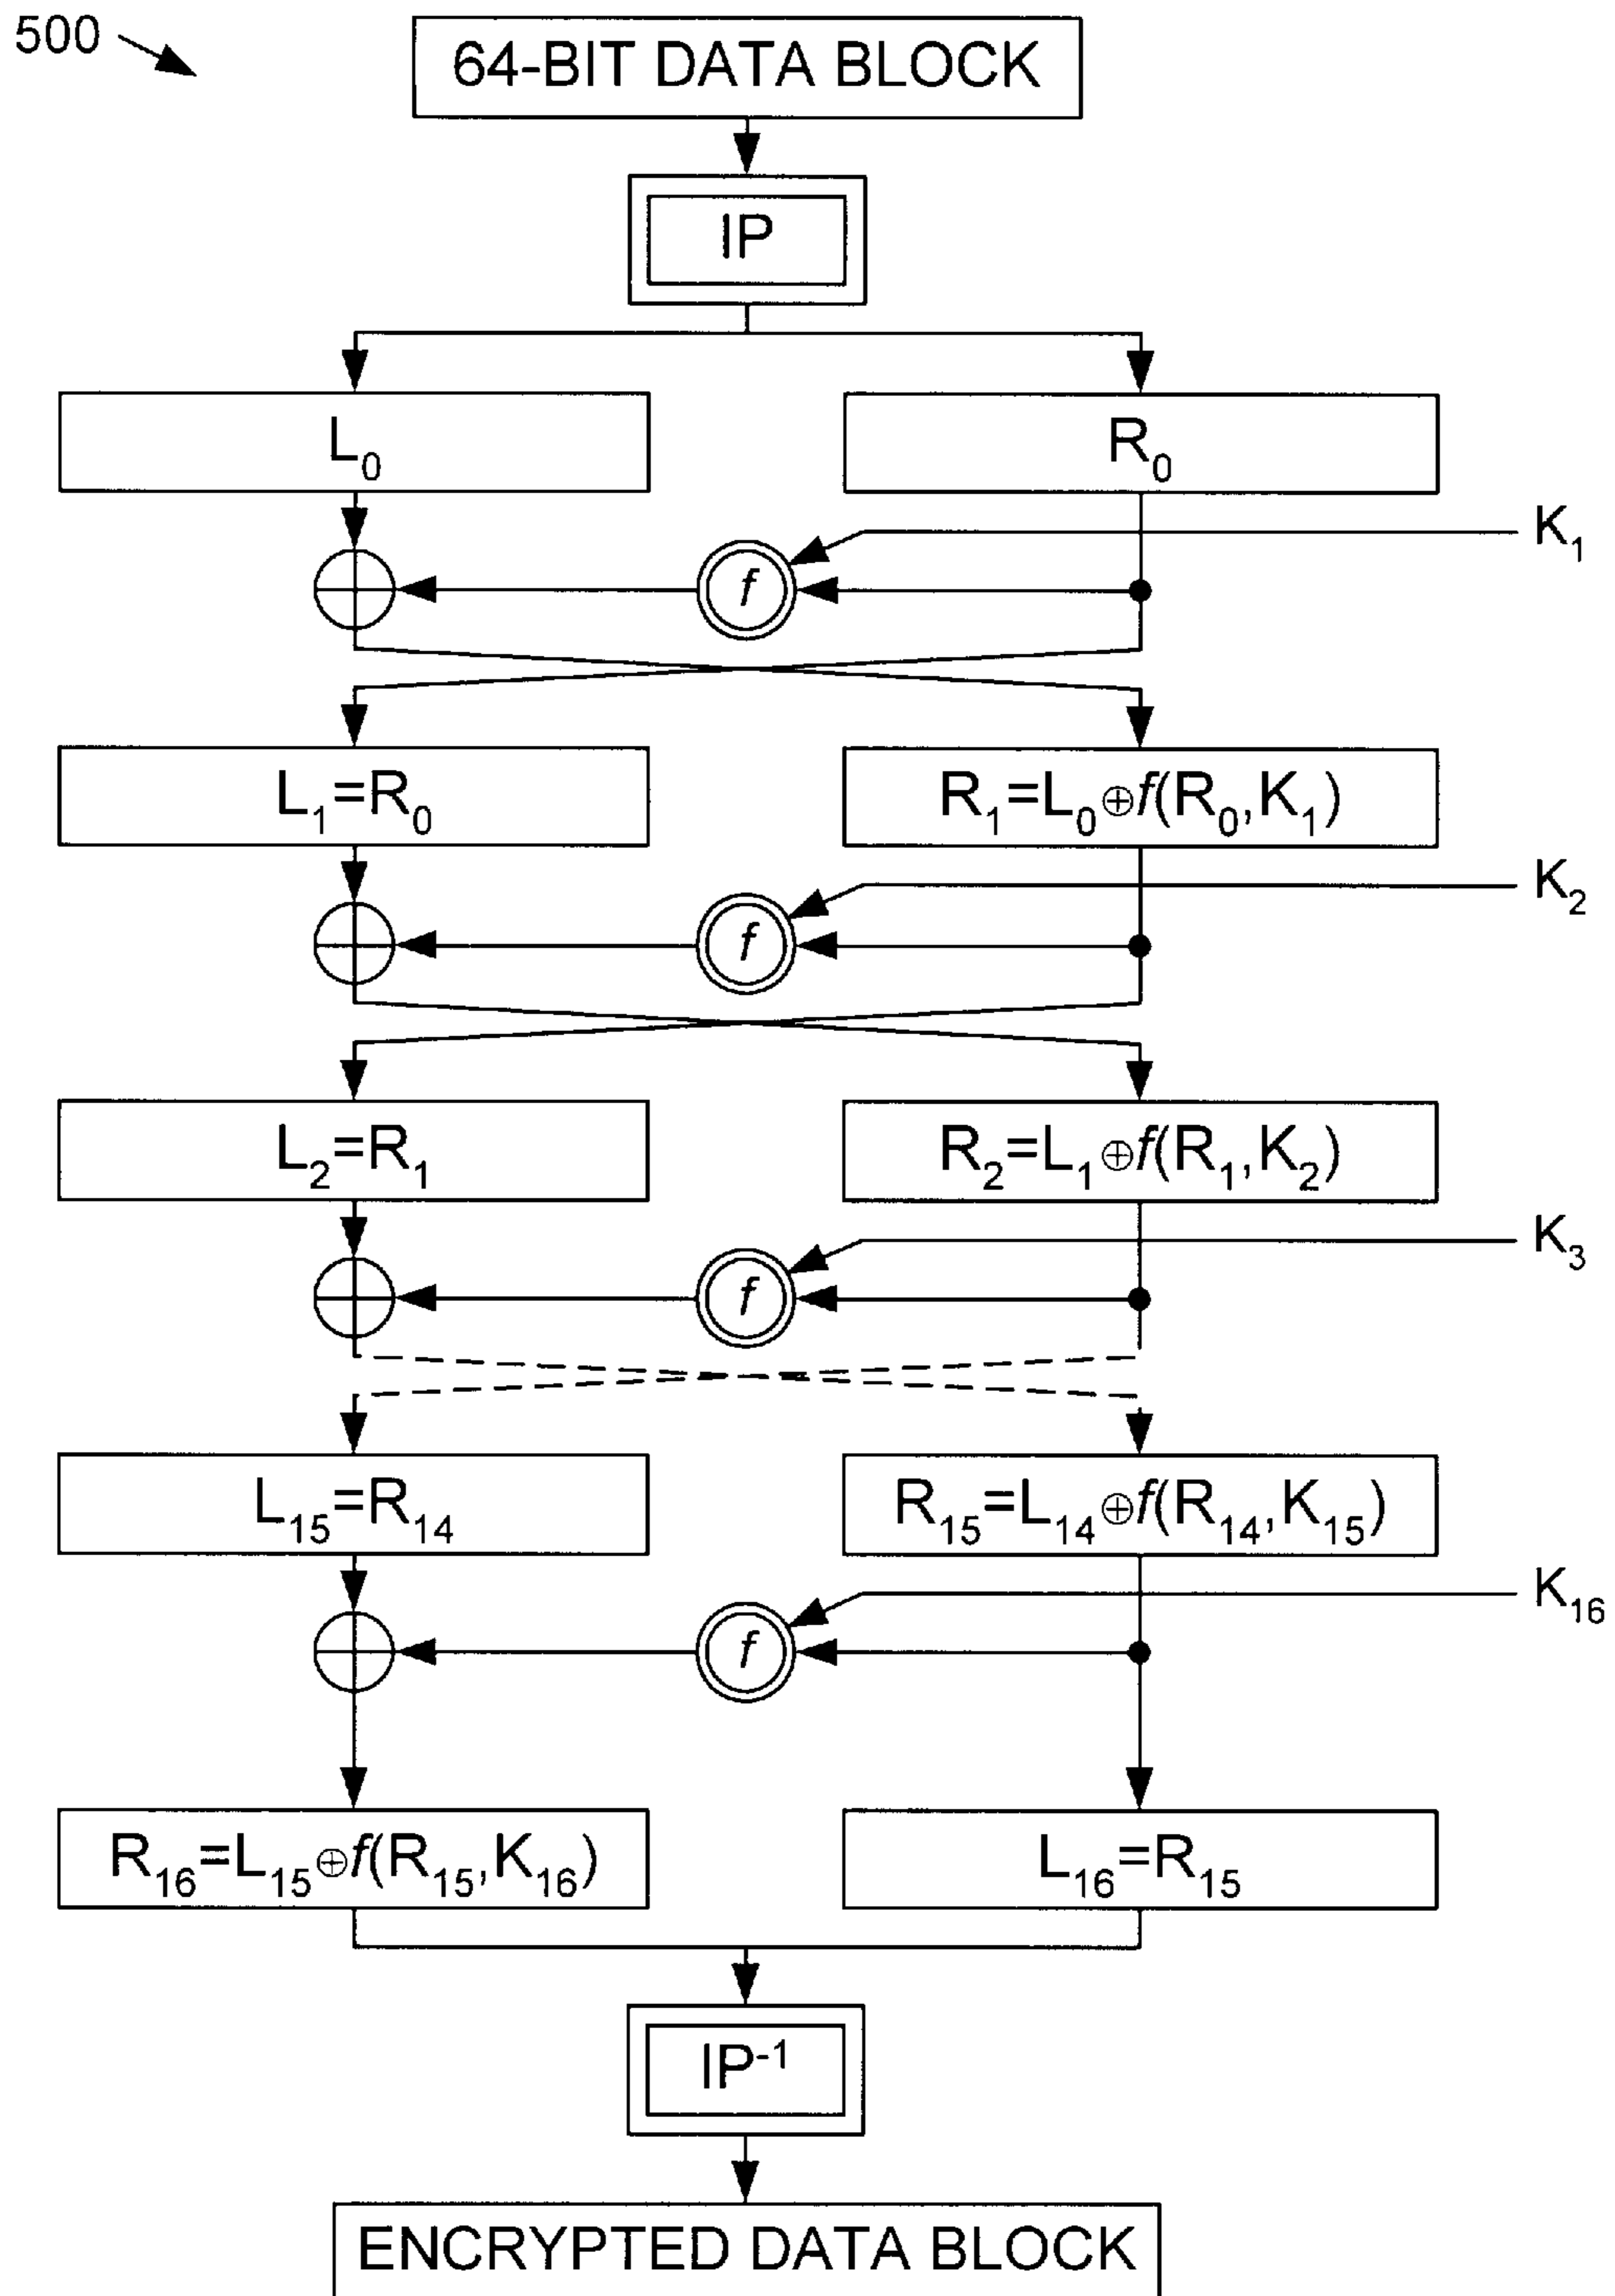 500
64-BIT DATA BLOCK
IP
L₀
R₀
K₁
f
L₁=R₀
R₁=L₀⊕f(R₀,K₁)
K₂
f
L₂=R₁
R₂=L₁⊕f(R₁,K₂)
K₃
f
L₁₅=R₁₄
R₁₅=L₁₄⊕f(R₁₄,K₁₅)
K₁₆
f
R₁₆=L₁₅⊕f(R₁₅,K₁₆)
L₁₆=R₁₅
IP⁻¹
ENCRYPTED DATA BLOCK